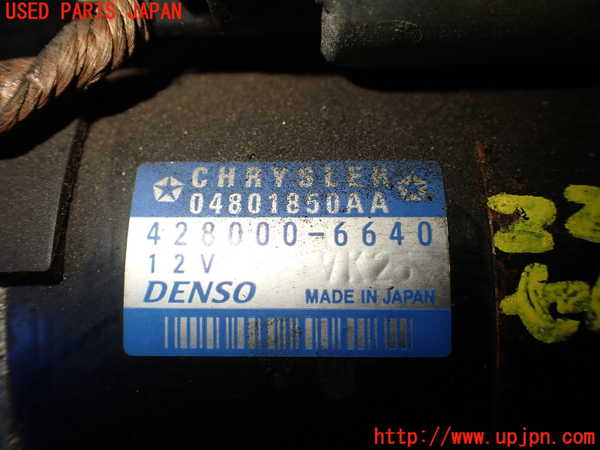 USED PARTS JAPAN
CHRYSLER
04801850AA
428000-6640
12V
DENSO MADE IN JAPAN
http://www.upjpn.com/